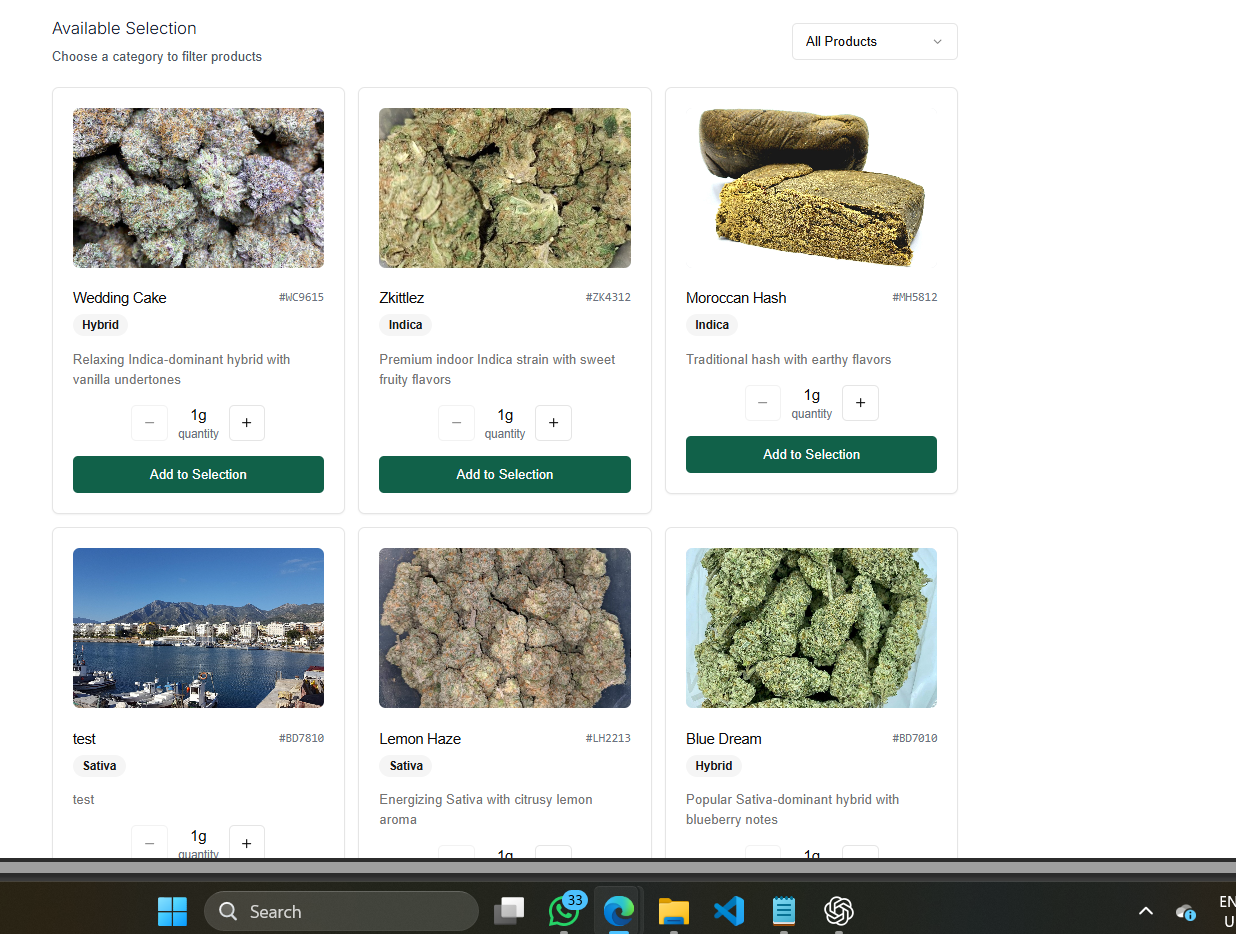 Available Selection
Choose a category to filter products
All Products
Wedding Cake #WC9615
Hybrid
Relaxing Indica-dominant hybrid with
vanilla undertones
− 1g +
quantity
Add to Selection
Zkittlez #ZK4312
Indica
Premium indoor Indica strain with sweet
fruity flavors
− 1g +
quantity
Add to Selection
Moroccan Hash #MH5812
Indica
Traditional hash with earthy flavors
− 1g +
quantity
Add to Selection
test #BD7810
Sativa
test
− 1g +
quantity
Lemon Haze #LH2213
Sativa
Energizing Sativa with citrusy lemon
aroma
1g
Blue Dream #BD7010
Hybrid
Popular Sativa-dominant hybrid with
blueberry notes
1g
Search
33
EN
U